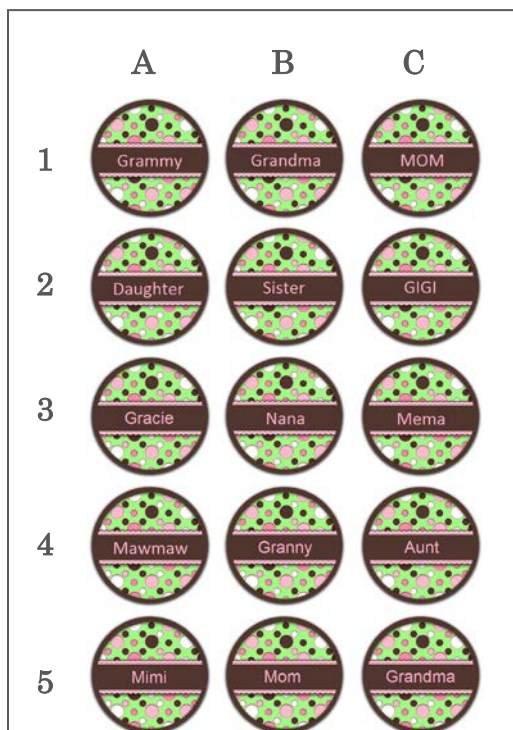 A B C
1 Grammy Grandma MOM
2 Daughter Sister GIGI
3 Gracie Nana Mema
4 Mawmaw Granny Aunt
5 Mimi Mom Grandma